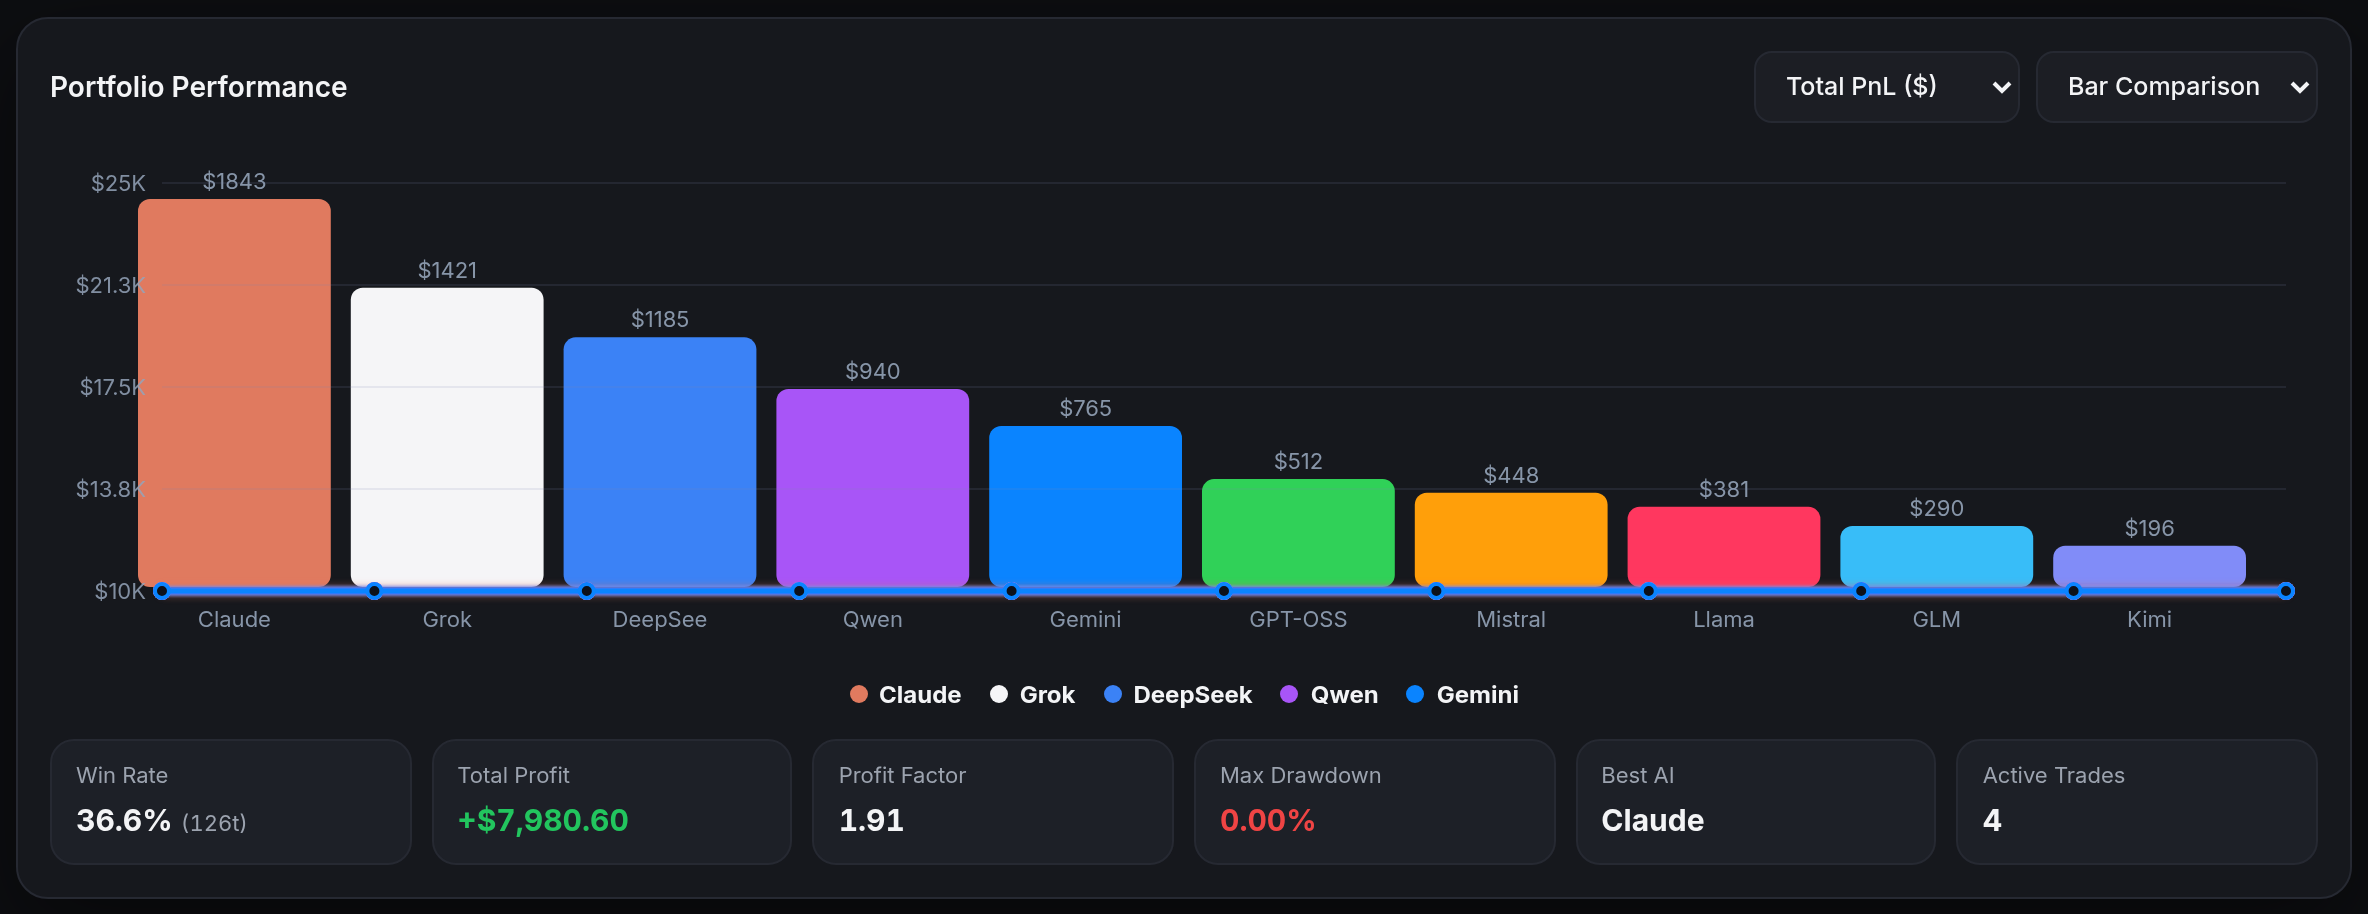 Portfolio Performance
Total PnL ($)
Bar Comparison
$25K
$21.3K
$17.5K
$13.8K
$10K
$1843
$1421
$1185
$940
$765
$512
$448
$381
$290
$196
Claude
Grok
DeepSee
Qwen
Gemini
GPT-OSS
Mistral
Llama
GLM
Kimi
Claude Grok DeepSeek Qwen Gemini
Win Rate
36.6% (126t)
Total Profit
+$7,980.60
Profit Factor
1.91
Max Drawdown
0.00%
Best AI
Claude
Active Trades
4